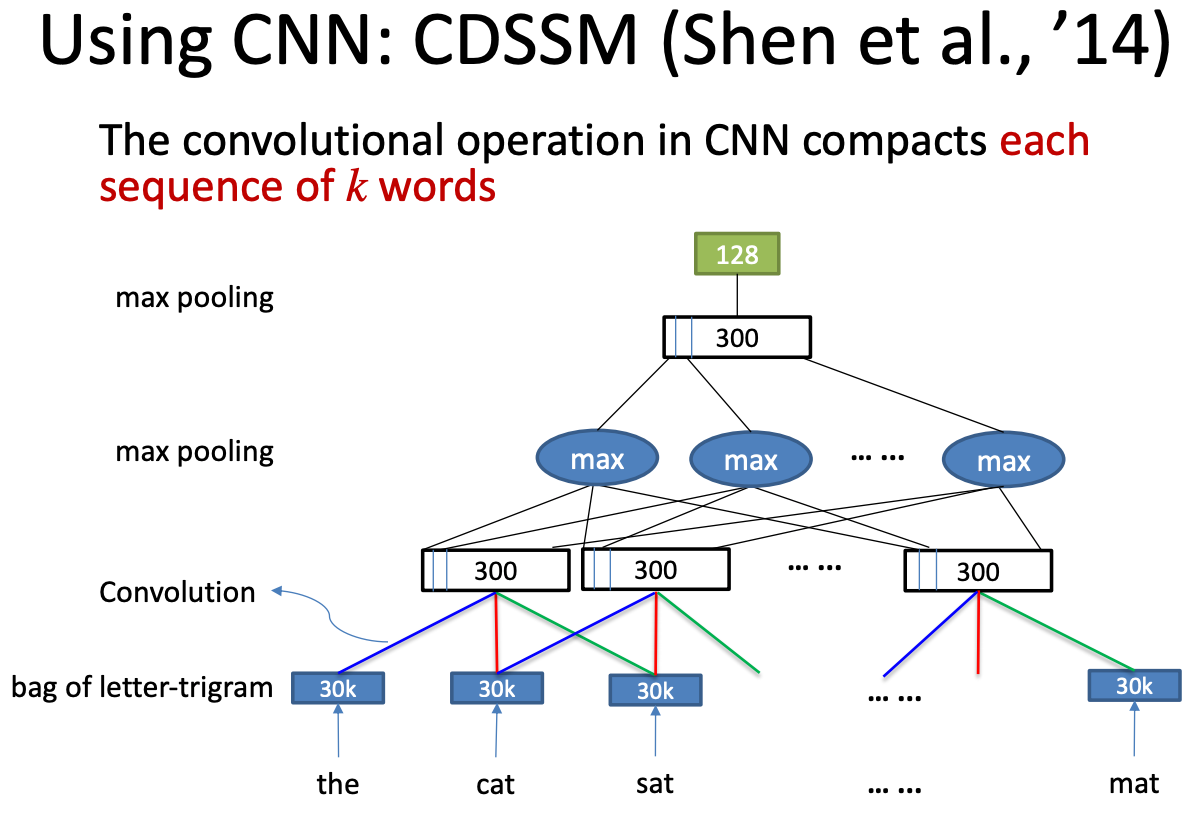 Using CNN: CDSSM (Shen et al., ’14)
The convolutional operation in CNN compacts each
sequence of k words
128
max pooling
300
max pooling
max
max
... ...
max
300
300
... ...
300
Convolution
bag of letter-trigram
30k
30k
30k
... ...
30k
the
cat
sat
... ...
mat